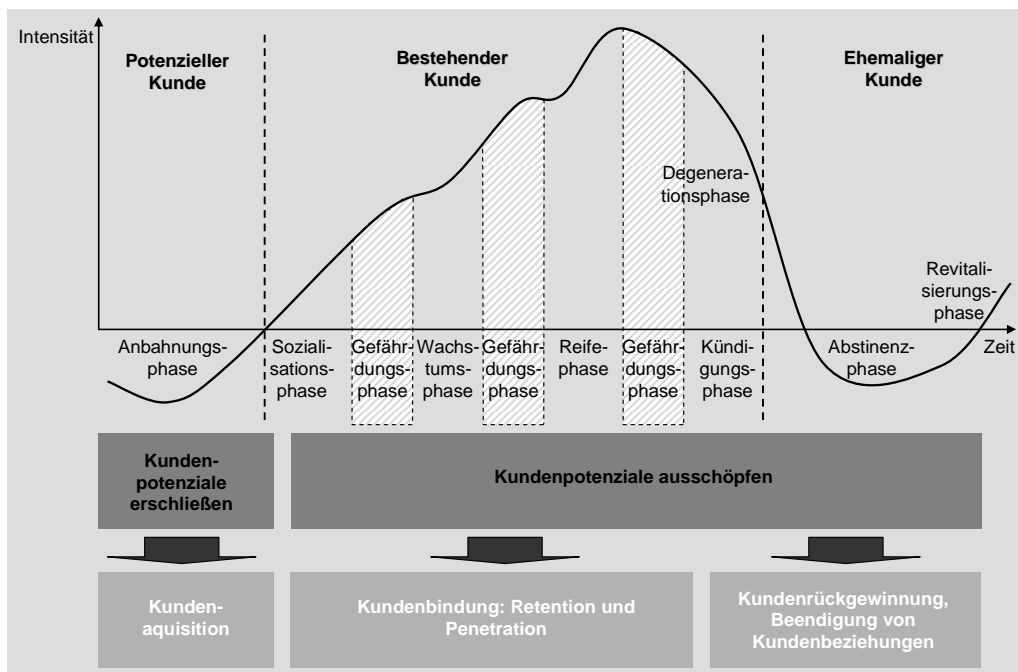 Intensität
Potenzieller
Kunde
Bestehender
Kunde
Ehemaliger
Kunde
Degenera-
tionsphase
Revitali-
sierungs-
phase
Zeit
Anbahnungs-
phase
Soziali-
sations-
phase
Gefähr-
dungs-
phase
Wachs-
tums-
phase
Gefähr-
dungs-
phase
Reife-
phase
Gefähr-
dungs-
phase
Kündi-
gungs-
phase
Abstinenz-
phase
Kunden-
potenziale
erschließen
Kundenpotenziale ausschöpfen
Kunden-
aquisition
Kundenbindung: Retention und
Penetration
Kundenrückgewinnung,
Beendigung von
Kundenbeziehungen